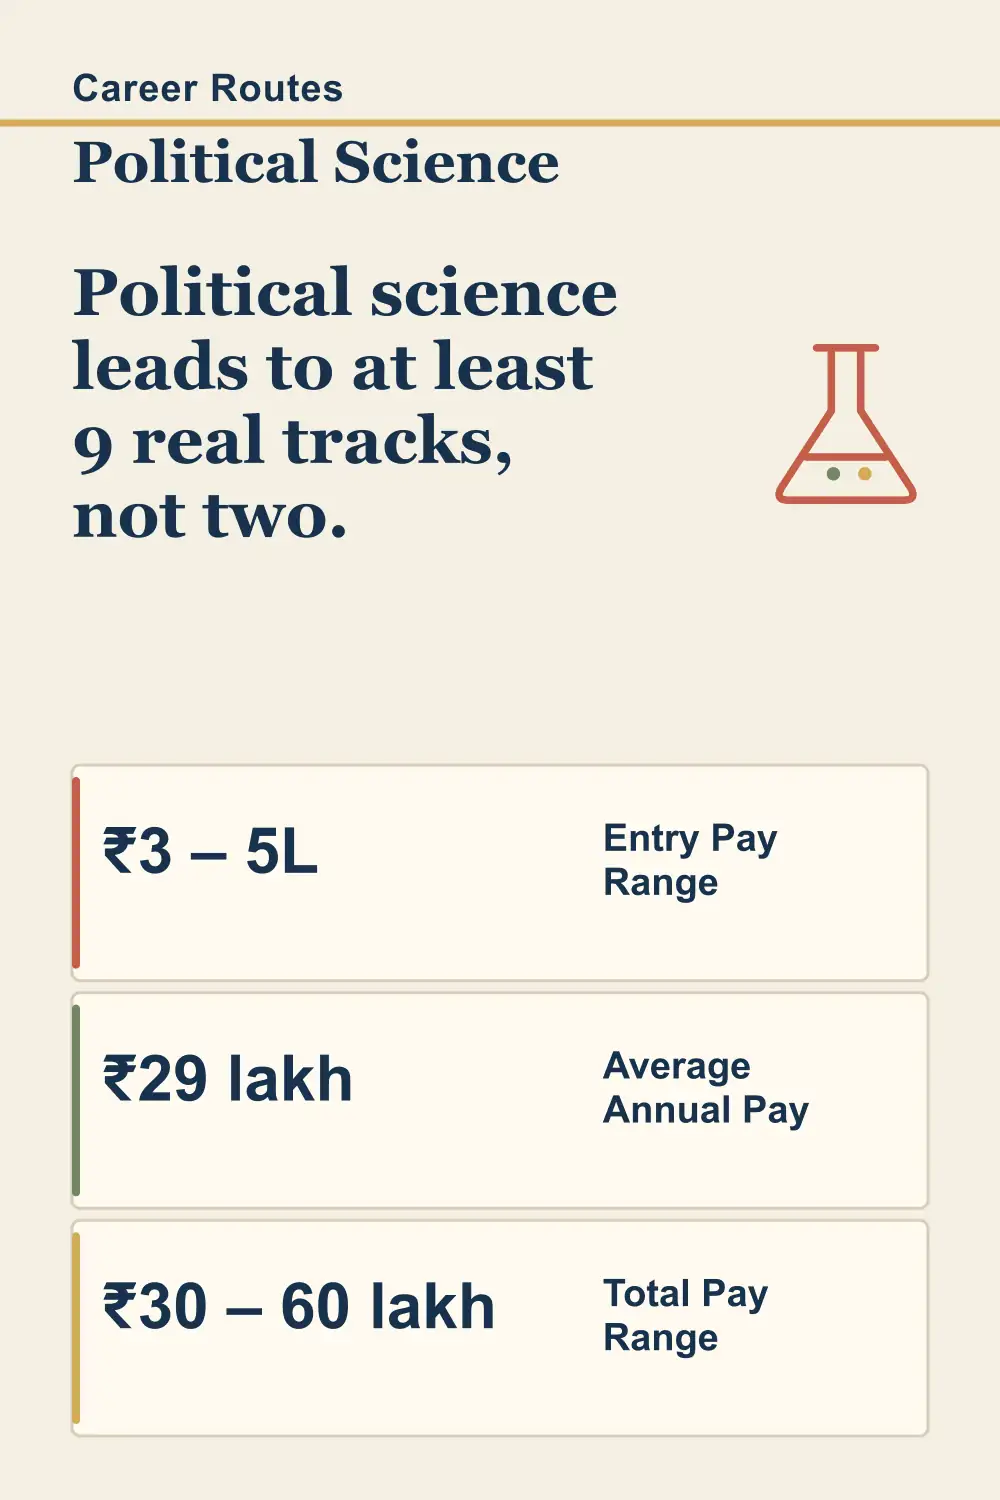 Career Routes
Political Science
Political science
leads to at least
9 real tracks,
not two.
₹3 – 5L
Entry Pay
Range
₹29 lakh
Average
Annual Pay
₹30 – 60 lakh
Total Pay
Range